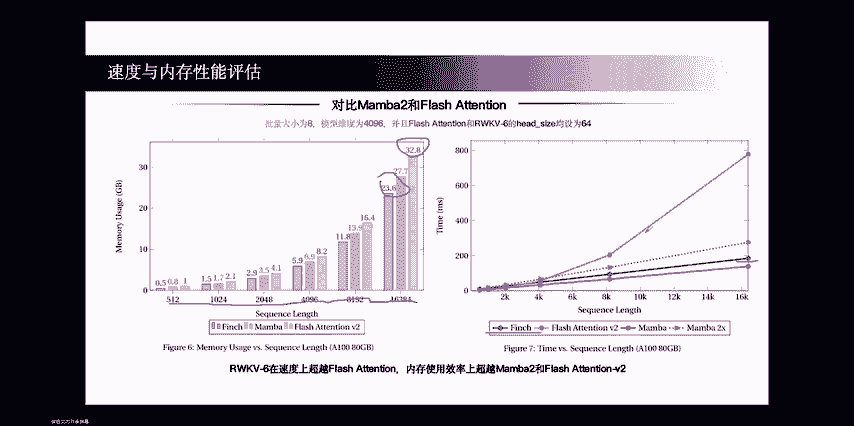 速度与内存性能评估
对比Mamba2和Flash Attention
批量大小为8，模型维度为4096，并且Flash Attention和RWKV-6的head_size均设为64
Memory Usage (GB)
30
20
10
0
0.5 0.8 1
1.5 1.7 2.1
2.9 3.5 4.1
5.9 6.9 8.2
11.8 13.9 16.4
23.6 27.7 32.8
512 1024 2048 4096 8192 16384
Sequence Length
Finch Mamba Flash Attention v2
Figure 6: Memory Usage vs. Sequence Length (A100 80GB)
Time (ms)
800
600
400
200
0
2k 4k 6k 8k 10k 12k 14k 16k
Sequence Length
Finch Flash Attention v2 Mamba Mamba 2x
Figure 7: Time vs. Sequence Length (A100 80GB)
RWKV-6在速度上超越Flash Attention，内存使用效率上超越Mamba2和Flash Attention-v2